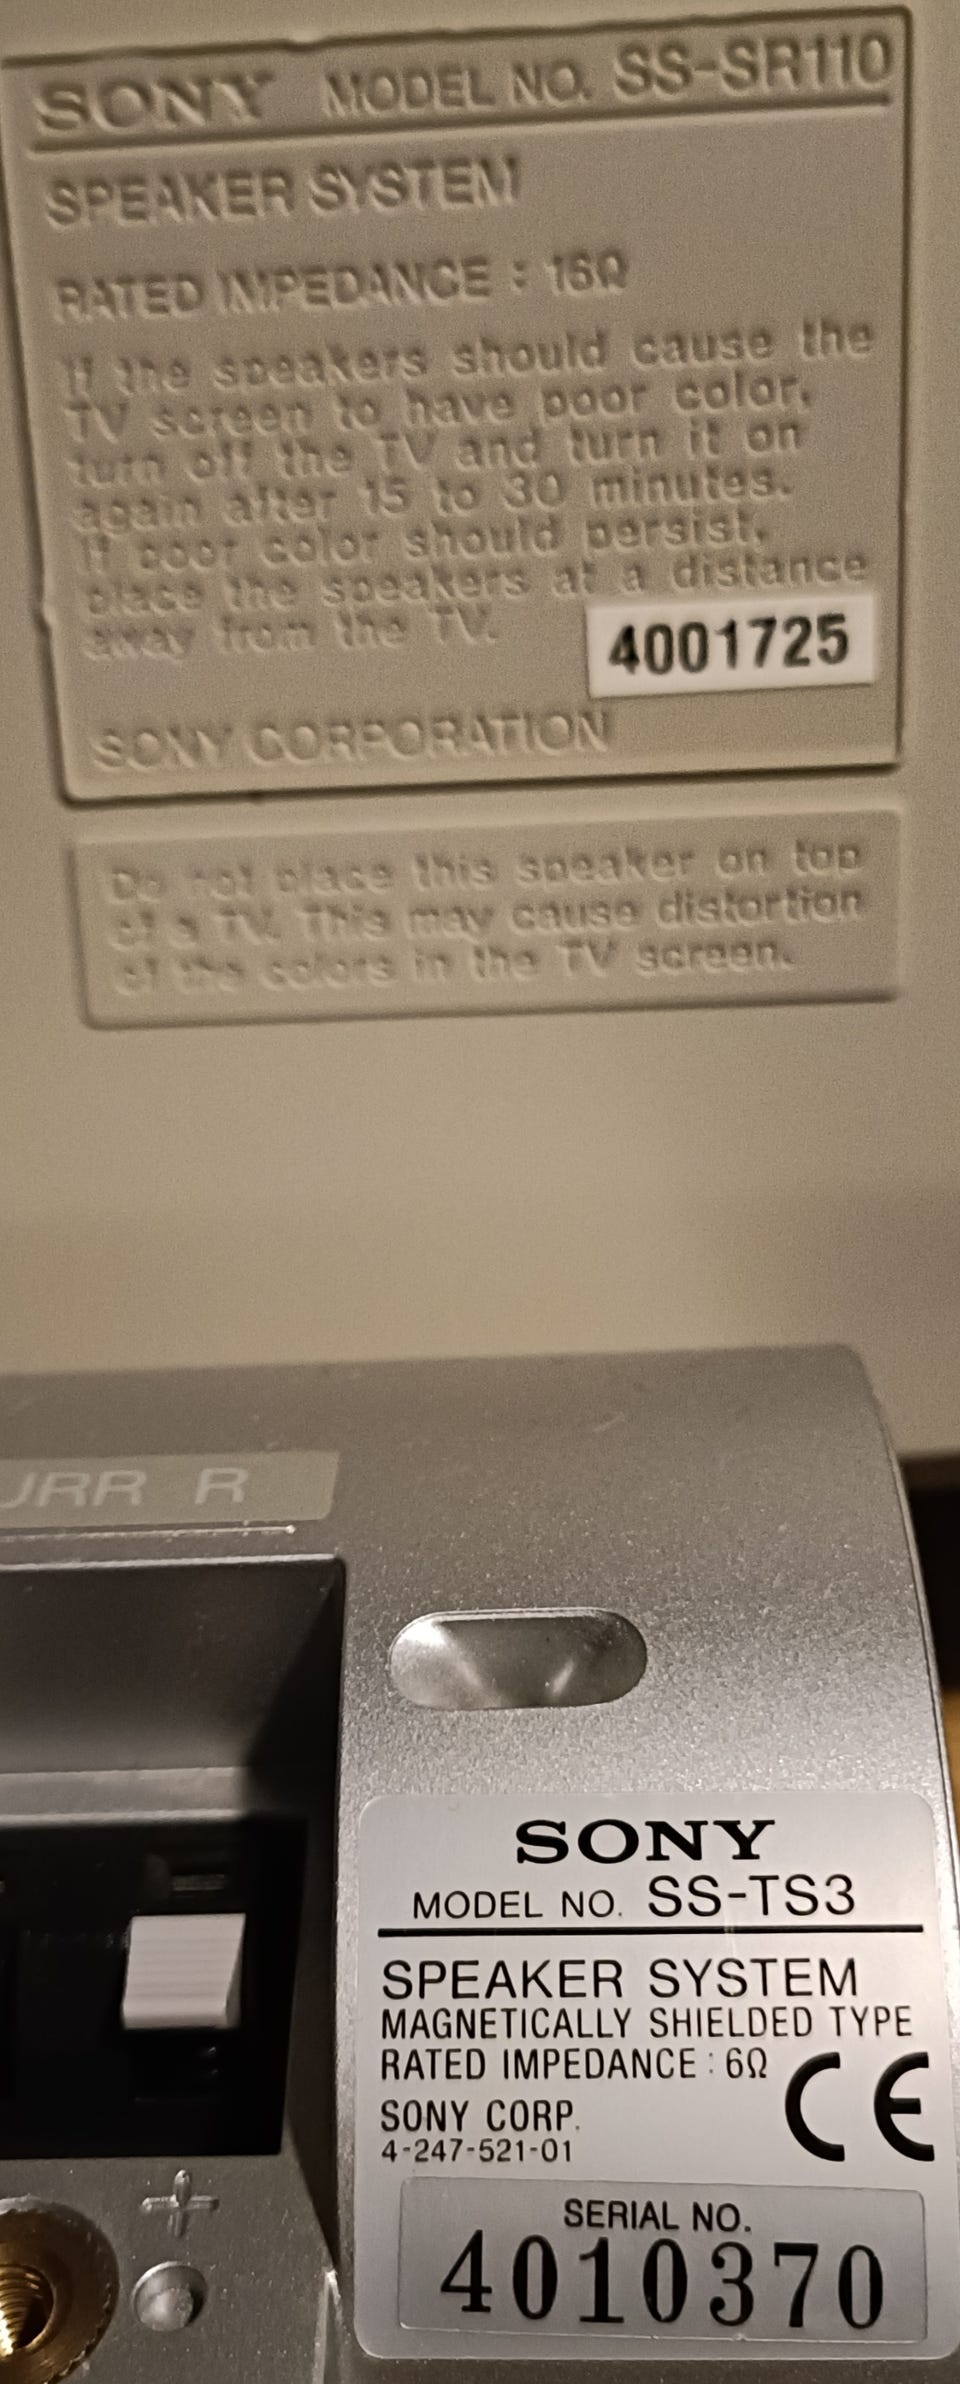 SONY MODEL NO. SS-SR110
SPEAKER SYSTEM
RATED IMPEDANCE : 16Ω
If the speakers should cause the
TV screen to have poor color,
turn off the TV and turn it on
again after 15 to 30 minutes.
If poor color should persist,
place the speakers at a distance
away from the TV.
4001725
SONY CORPORATION
Do not place this speaker on top
of a TV. This may cause distortion
of the colors in the TV screen.
URR R
SONY
MODEL NO. SS-TS3
SPEAKER SYSTEM
MAGNETICALLY SHIELDED TYPE
RATED IMPEDANCE : 6Ω
CE
SONY CORP.
4-247-521-01
+
SERIAL NO.
4010370